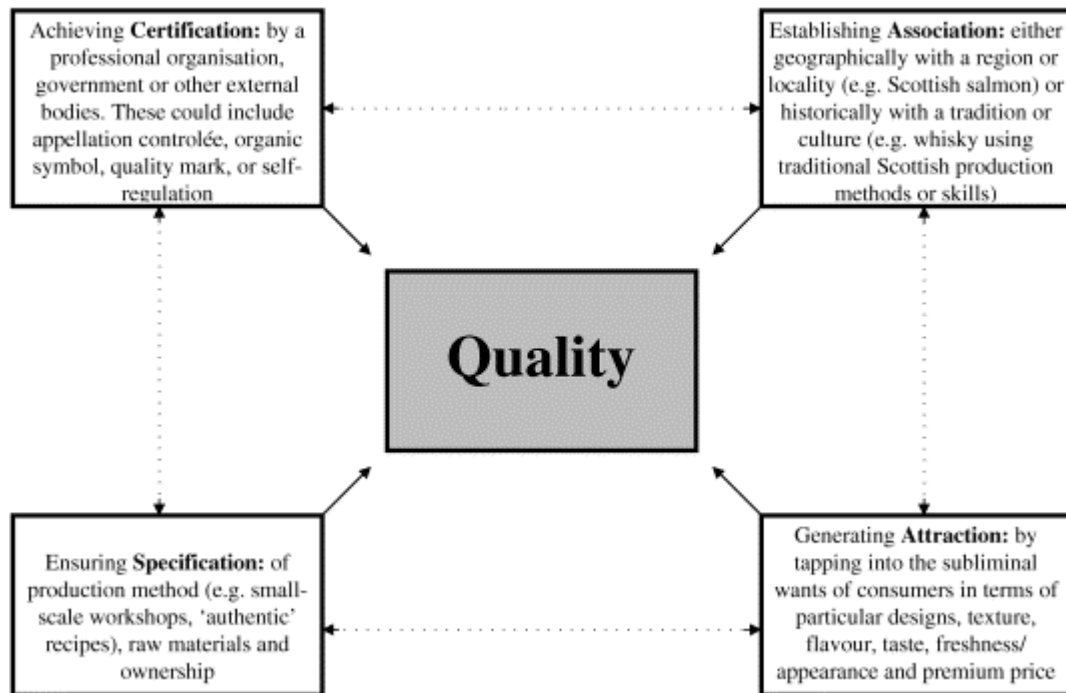 Achieving Certification: by a
professional organisation,
government or other external
bodies. These could include
appellation controlée, organic
symbol, quality mark, or self-
regulation
Establishing Association: either
geographically with a region or
locality (e.g. Scottish salmon) or
historically with a tradition or
culture (e.g. whisky using
traditional Scottish production
methods or skills)
Quality
Ensuring Specification: of
production method (e.g. small-
scale workshops, ‘authentic’
recipes), raw materials and
ownership
Generating Attraction: by
tapping into the subliminal
wants of consumers in terms of
particular designs, texture,
flavour, taste, freshness/
appearance and premium price